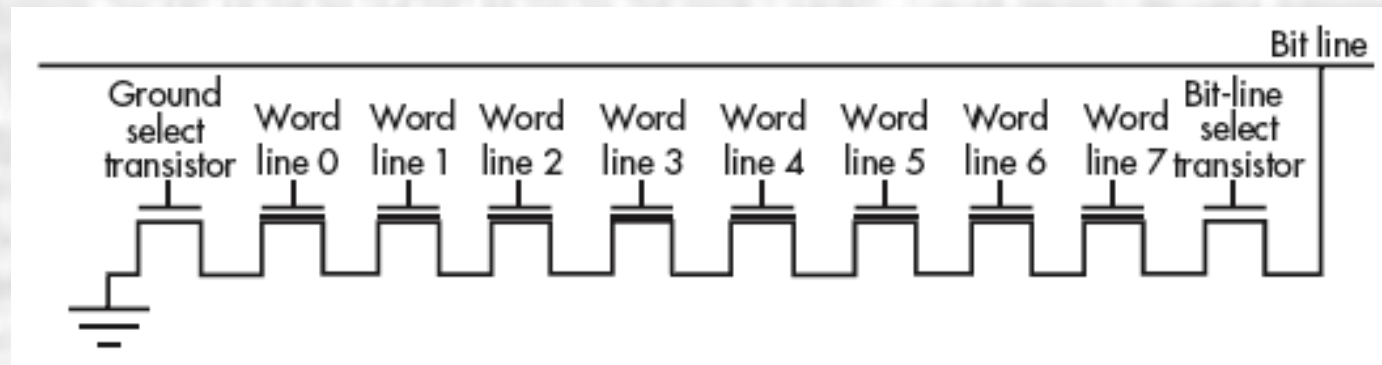 Bit line
Ground
select
transistor
Word
line 0
Word
line 1
Word
line 2
Word
line 3
Word
line 4
Word
line 5
Word
line 6
Word
line 7
Bit-line
select
transistor